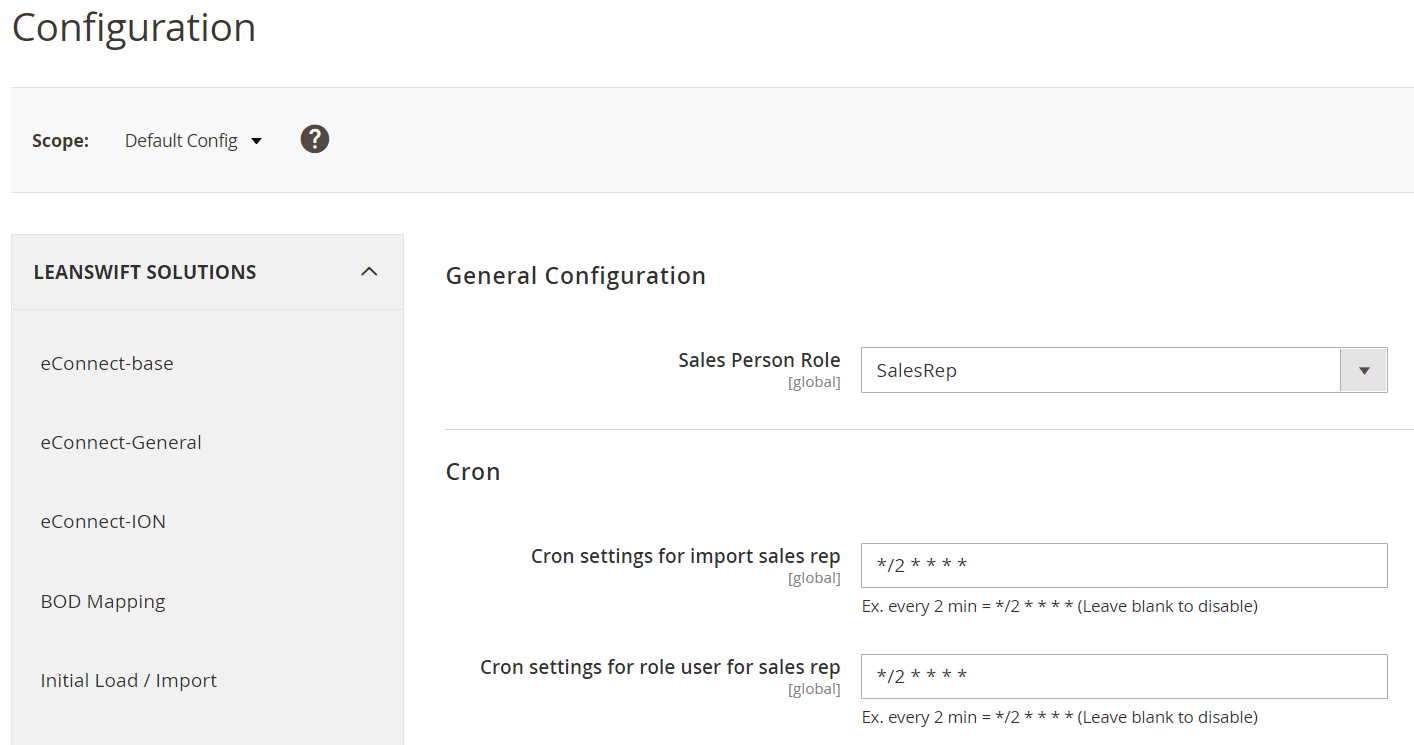 Configuration
Scope: Default Config ?
LEANSWIFT SOLUTIONS
eConnect-base
eConnect-General
eConnect-ION
BOD Mapping
Initial Load / Import
General Configuration
Sales Person Role
[global]
SalesRep
Cron
Cron settings for import sales rep
[global]
*/2 * * * *
Ex. every 2 min = */2 * * * * (Leave blank to disable)
Cron settings for role user for sales rep
[global]
*/2 * * * *
Ex. every 2 min = */2 * * * * (Leave blank to disable)